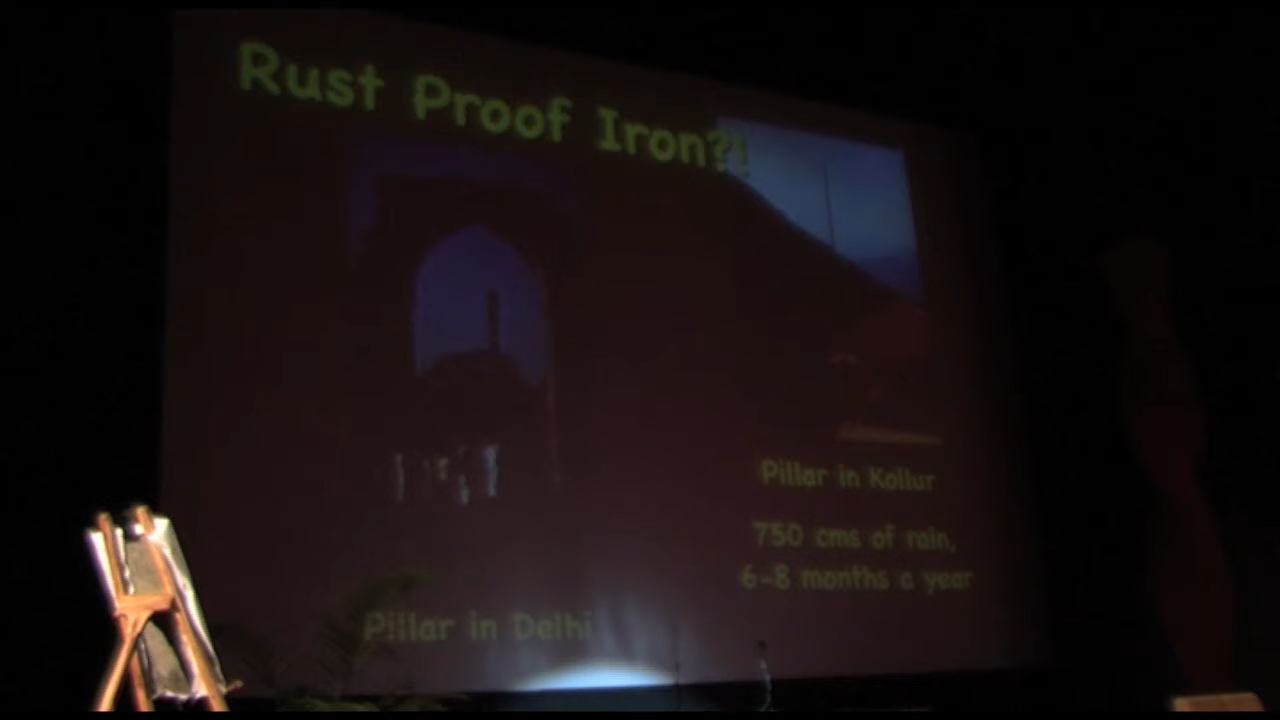 Rust Proof Iron?!
Pillar in Kollur
750 cms of rain,
6-8 months a year
Pillar in Delhi